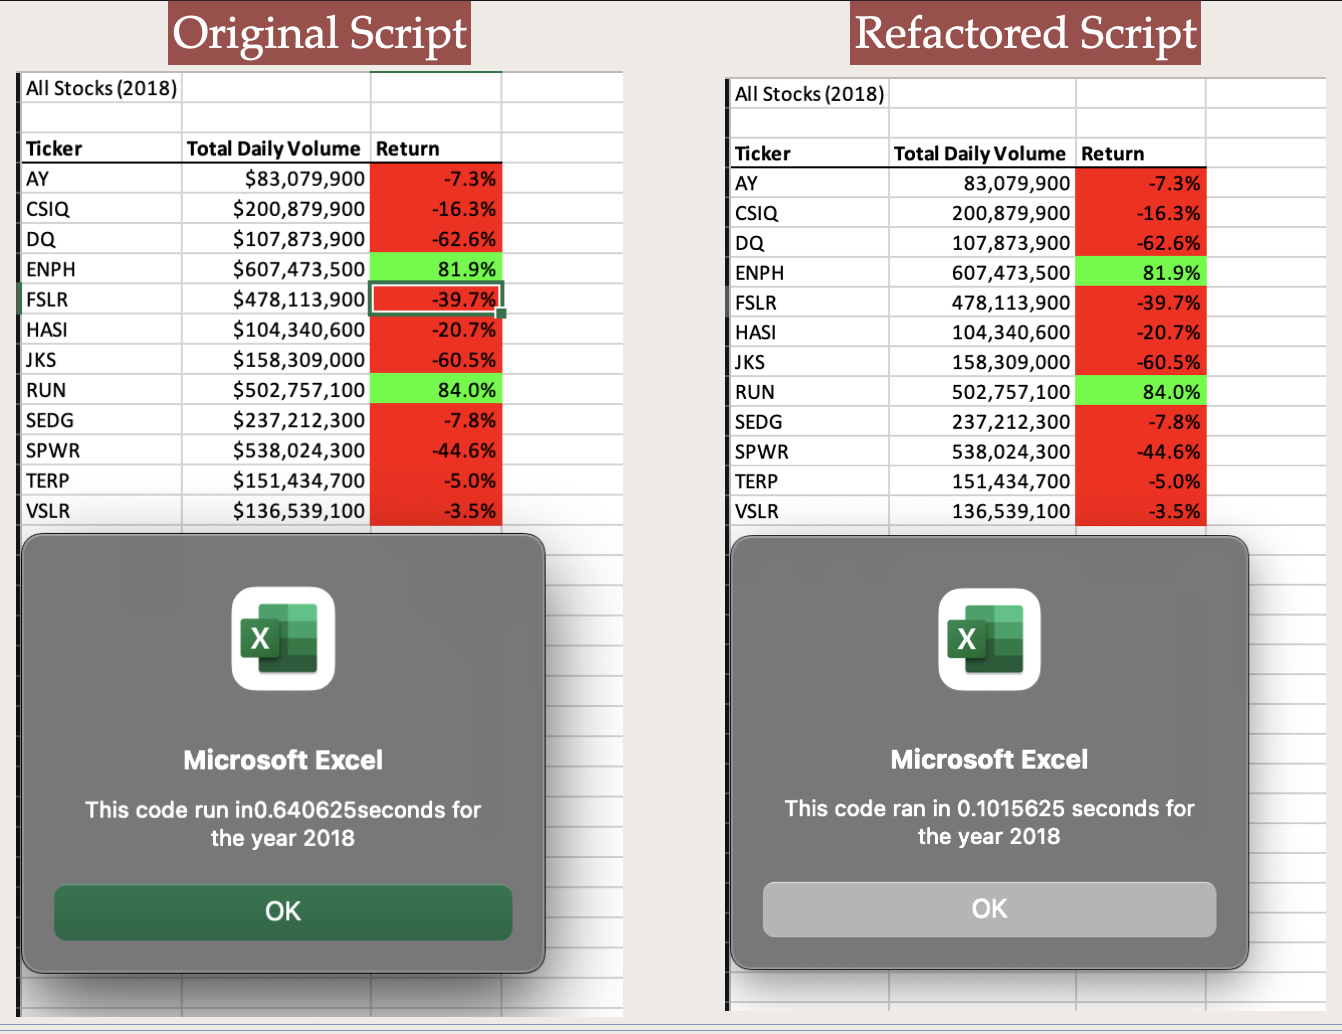 Original Script
All Stocks (2018)
Ticker Total Daily Volume Return
AY $83,079,900 -7.3%
CSIQ $200,879,900 -16.3%
DQ $107,873,900 -62.6%
ENPH $607,473,500 81.9%
FSLR $478,113,900 -39.7%
HASI $104,340,600 -20.7%
JKS $158,309,000 -60.5%
RUN $502,757,100 84.0%
SEDG $237,212,300 -7.8%
SPWR $538,024,300 -44.6%
TERP $151,434,700 -5.0%
VSLR $136,539,100 -3.5%
X
Microsoft Excel
This code run in0.640625seconds for
the year 2018
OK
Refactored Script
All Stocks (2018)
Ticker Total Daily Volume Return
AY 83,079,900 -7.3%
CSIQ 200,879,900 -16.3%
DQ 107,873,900 -62.6%
ENPH 607,473,500 81.9%
FSLR 478,113,900 -39.7%
HASI 104,340,600 -20.7%
JKS 158,309,000 -60.5%
RUN 502,757,100 84.0%
SEDG 237,212,300 -7.8%
SPWR 538,024,300 -44.6%
TERP 151,434,700 -5.0%
VSLR 136,539,100 -3.5%
X
Microsoft Excel
This code ran in 0.1015625 seconds for
the year 2018
OK